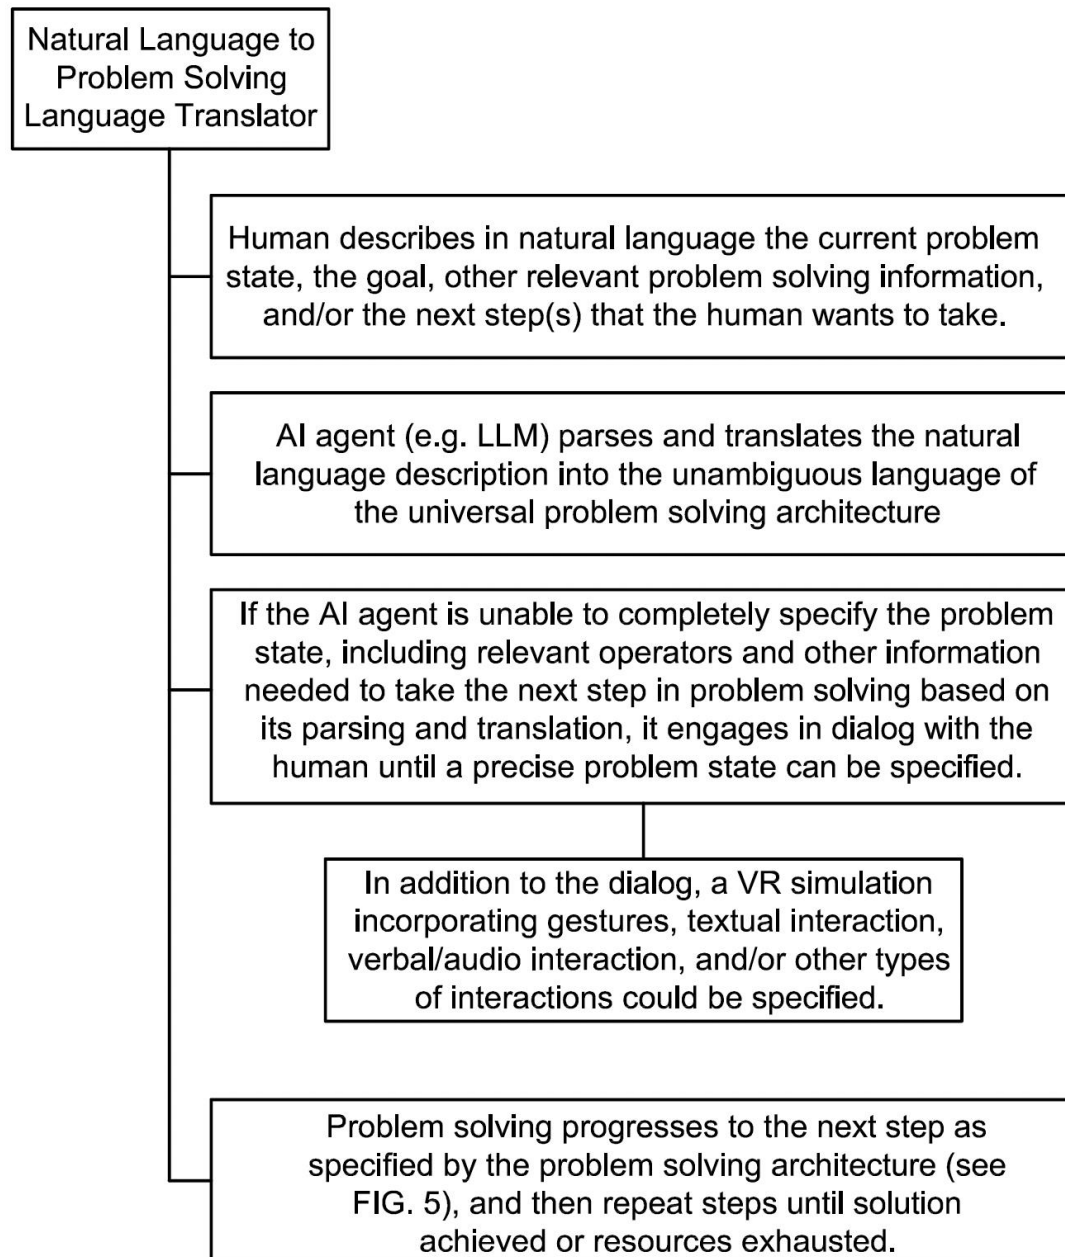 Natural Language to
Problem Solving
Language Translator
Human describes in natural language the current problem
state, the goal, other relevant problem solving information,
and/or the next step(s) that the human wants to take.
AI agent (e.g. LLM) parses and translates the natural
language description into the unambiguous language of
the universal problem solving architecture
If the AI agent is unable to completely specify the problem
state, including relevant operators and other information
needed to take the next step in problem solving based on
its parsing and translation, it engages in dialog with the
human until a precise problem state can be specified.
In addition to the dialog, a VR simulation
incorporating gestures, textual interaction,
verbal/audio interaction, and/or other types
of interactions could be specified.
Problem solving progresses to the next step as
specified by the problem solving architecture (see
FIG. 5), and then repeat steps until solution
achieved or resources exhausted.